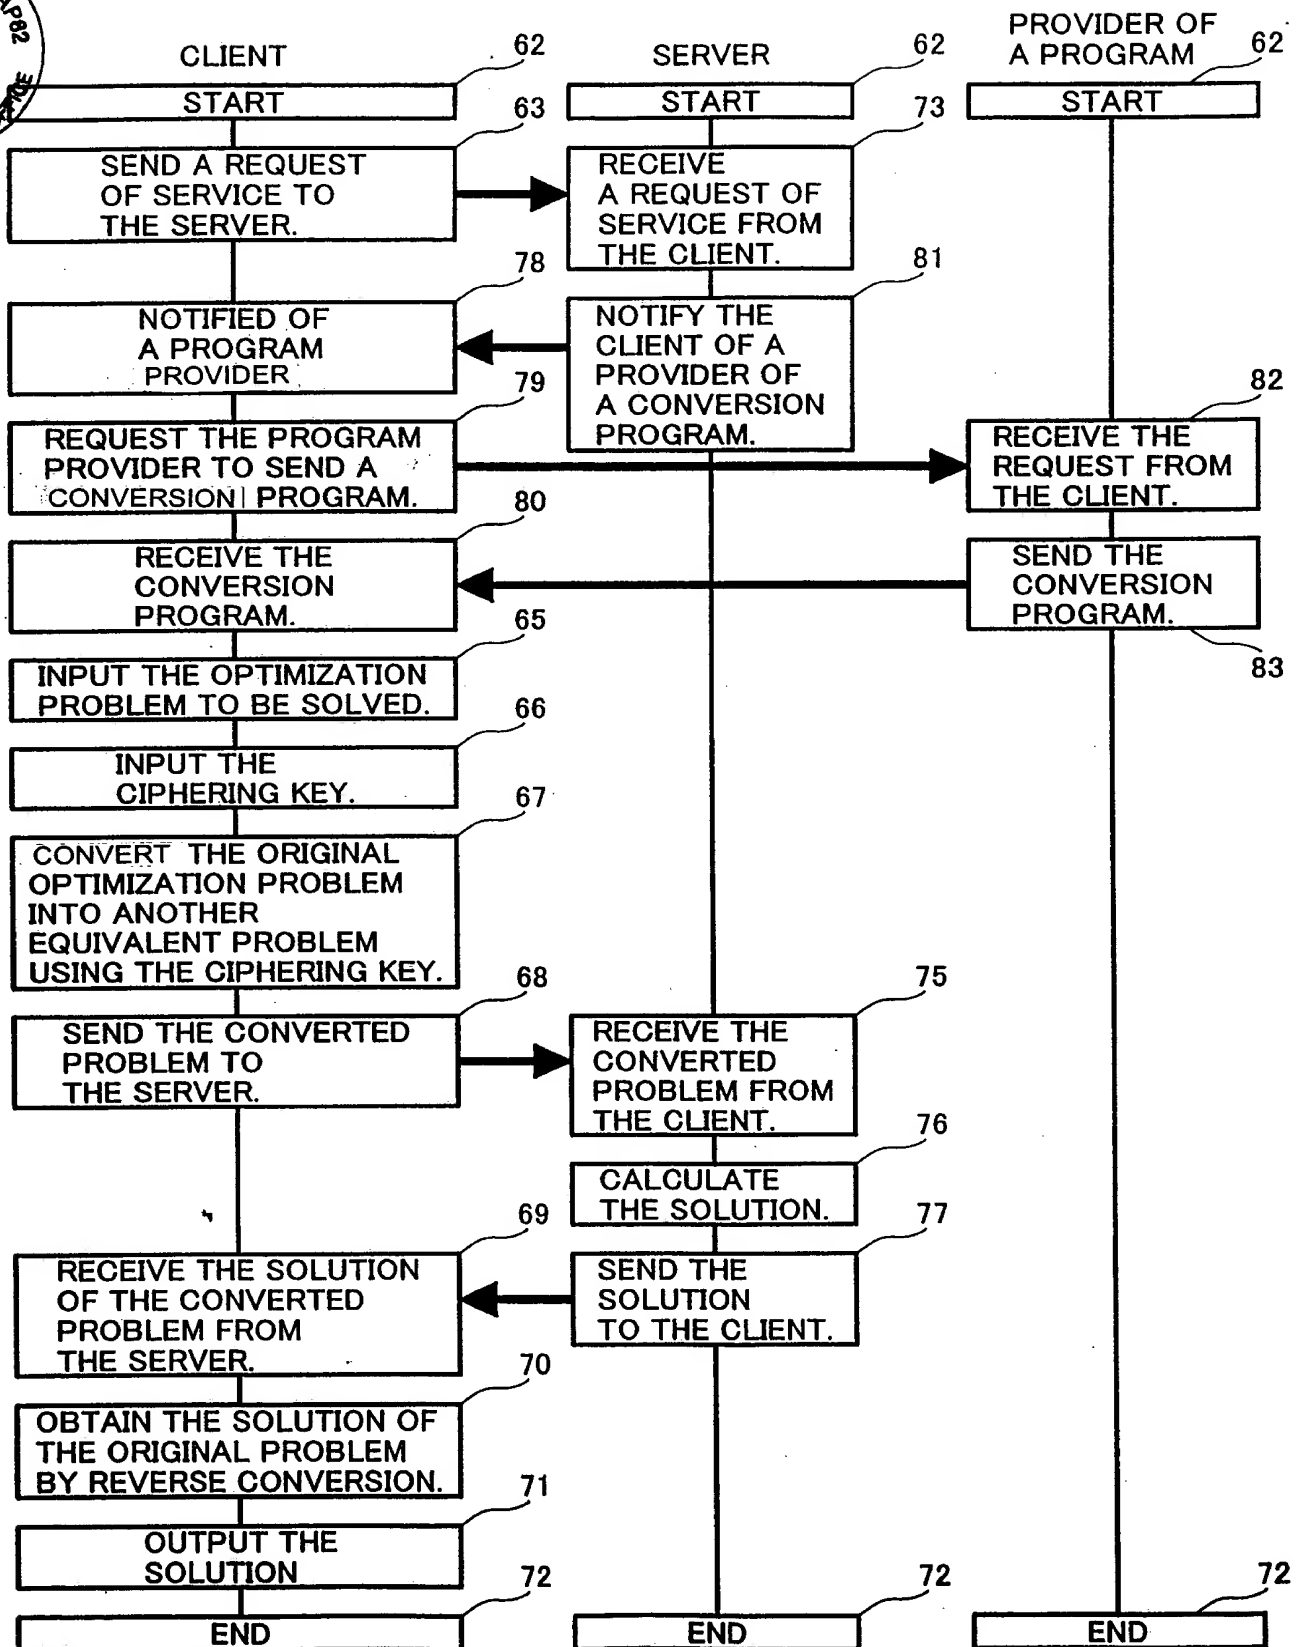 AP82
CLIENT
62
SERVER
62
PROVIDER OF
A PROGRAM
62
START
START
START
63
73
SEND A REQUEST
OF SERVICE TO
THE SERVER.
RECEIVE
A REQUEST OF
SERVICE FROM
THE CLIENT.
78
81
NOTIFIED OF
A PROGRAM
PROVIDER
NOTIFY THE
CLIENT OF A
PROVIDER OF
A CONVERSION
PROGRAM.
79
82
REQUEST THE PROGRAM
PROVIDER TO SEND A
CONVERSION PROGRAM.
RECEIVE THE
REQUEST FROM
THE CLIENT.
80
RECEIVE THE
CONVERSION
PROGRAM.
SEND THE
CONVERSION
PROGRAM.
83
65
INPUT THE OPTIMIZATION
PROBLEM TO BE SOLVED.
66
INPUT THE
CIPHERING KEY.
67
CONVERT THE ORIGINAL
OPTIMIZATION PROBLEM
INTO ANOTHER
EQUIVALENT PROBLEM
USING THE CIPHERING KEY.
68
75
SEND THE CONVERTED
PROBLEM TO
THE SERVER.
RECEIVE THE
CONVERTED
PROBLEM FROM
THE CLIENT.
76
CALCULATE
THE SOLUTION.
69
77
RECEIVE THE SOLUTION
OF THE CONVERTED
PROBLEM FROM
THE SERVER.
SEND THE
SOLUTION
TO THE CLIENT.
70
OBTAIN THE SOLUTION OF
THE ORIGINAL PROBLEM
BY REVERSE CONVERSION.
71
OUTPUT THE
SOLUTION
72
72
72
END
END
END